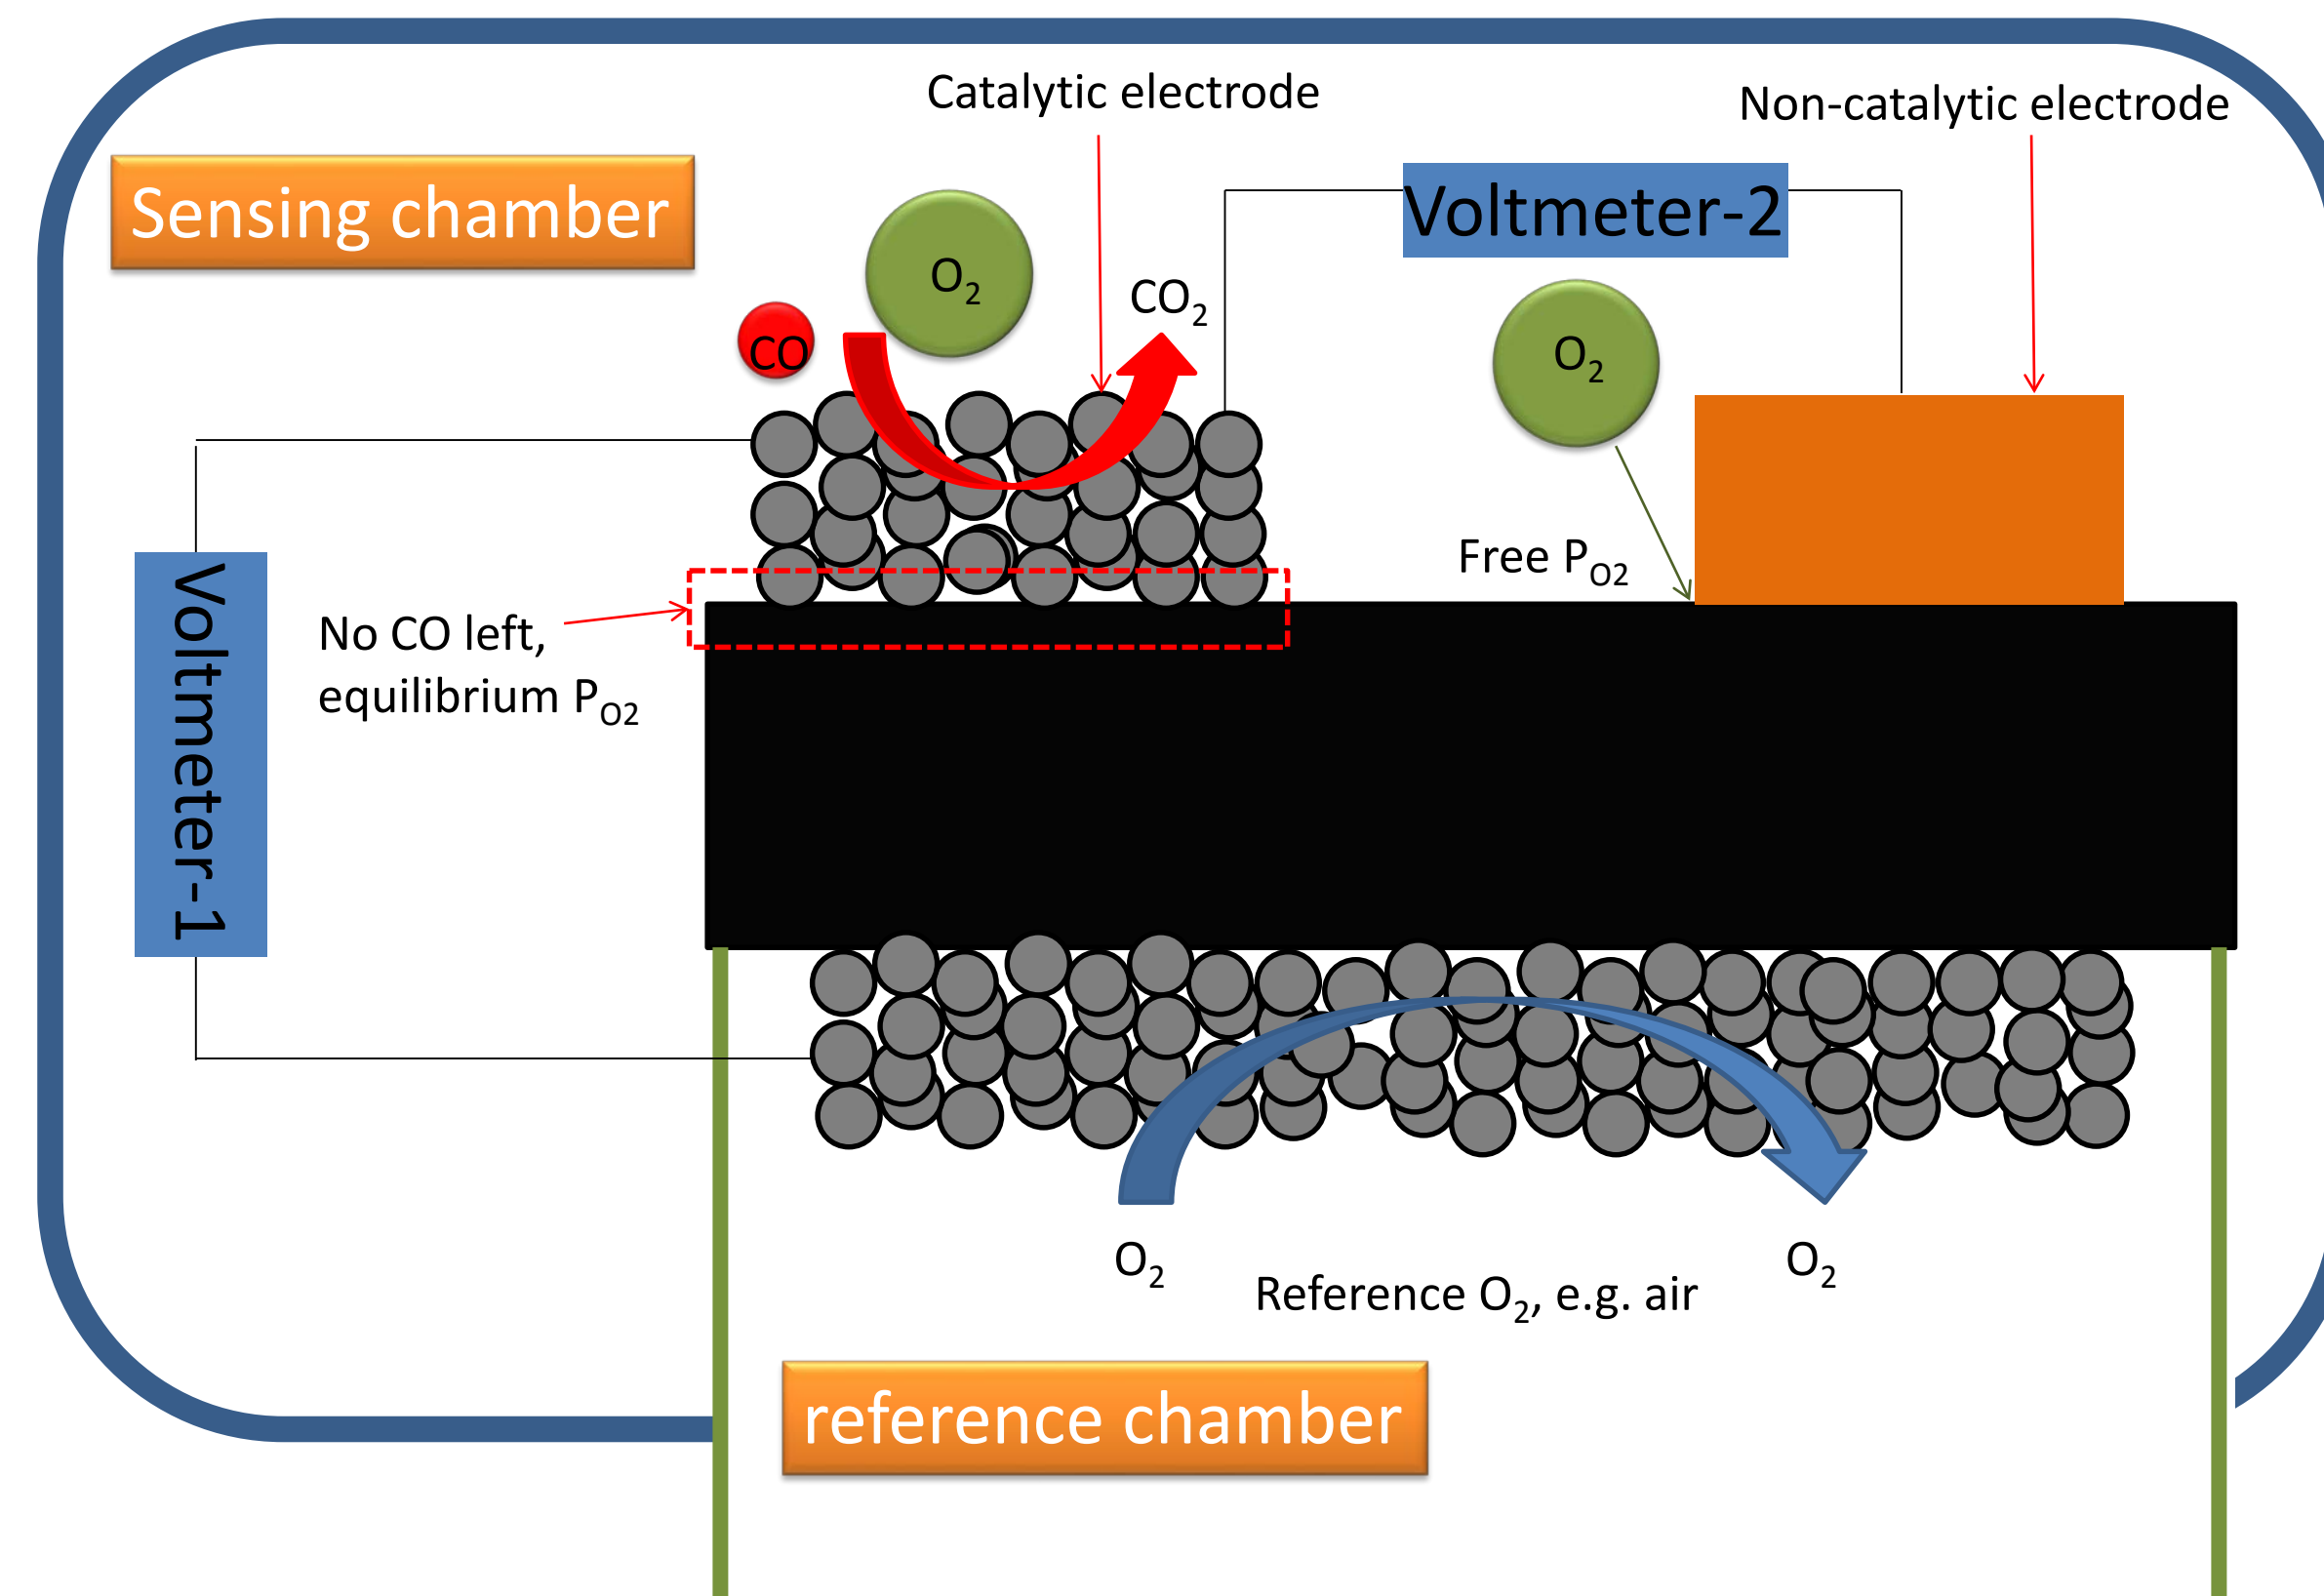 Catalytic electrode
Non-catalytic electrode
Sensing chamber
Voltmeter-2
O2
CO2
CO
O2
Free PO2
Voltmeter-1
No CO left,
equilibrium PO2
O2
O2
Reference O2, e.g. air
reference chamber